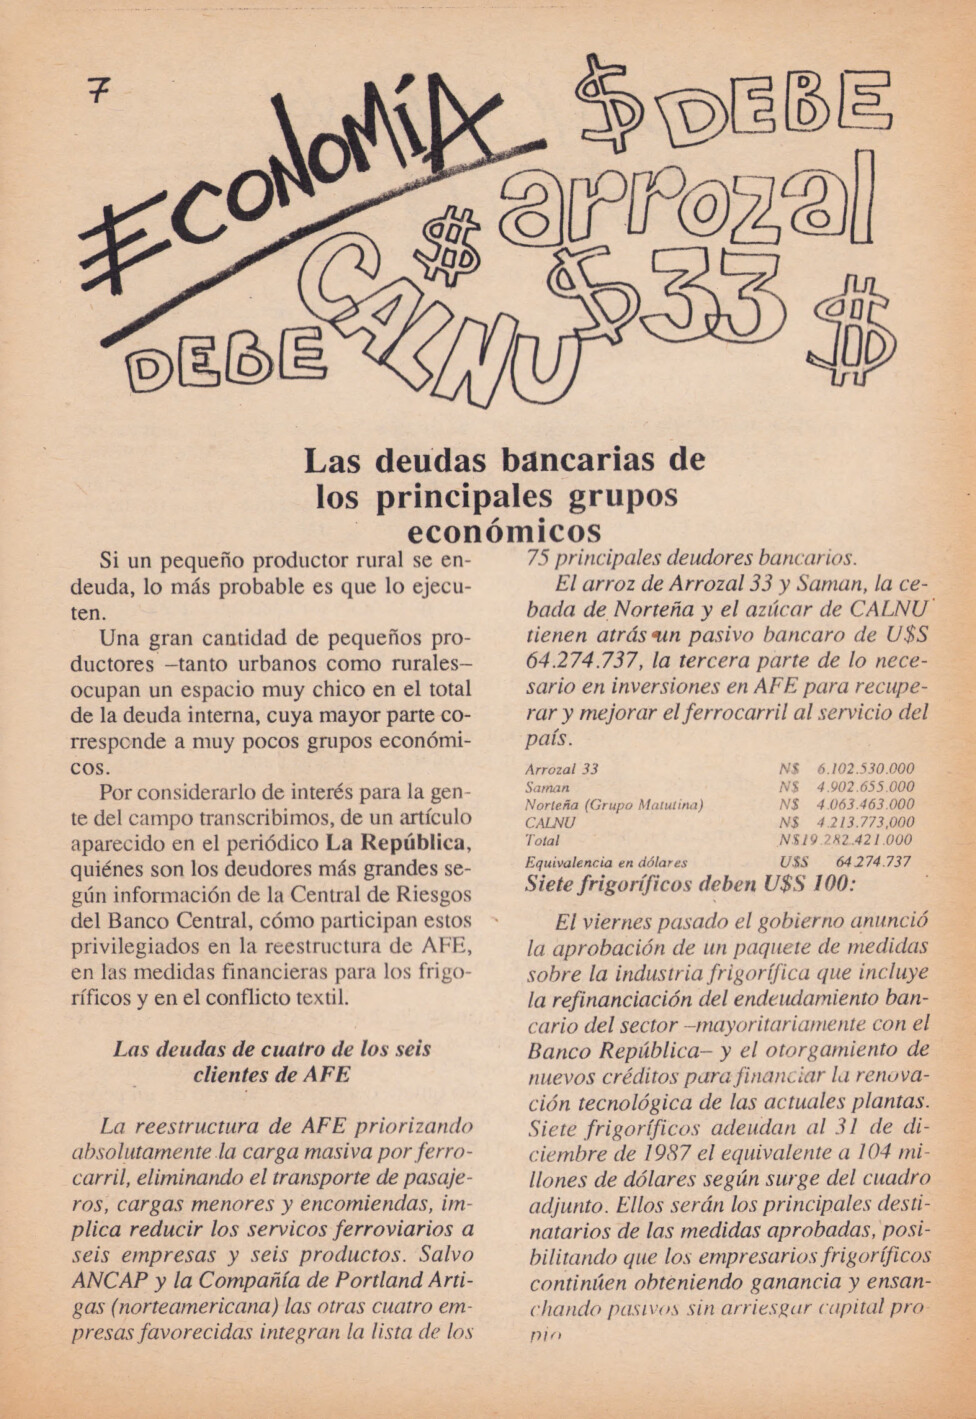 7
ECONOMÍA
$ DEBE
arrozal
$
$ 33
$
CALNU
DEBE
Las deudas bancarias de
los principales grupos
económicos
Si un pequeño productor rural se en-
deuda, lo más probable es que lo ejecu-
ten.
Una gran cantidad de pequeños pro-
ductores –tanto urbanos como rurales–
ocupan un espacio muy chico en el total
de la deuda interna, cuya mayor parte co-
rresponde a muy pocos grupos económi-
cos.
Por considerarlo de interés para la gen-
te del campo transcribimos, de un artículo
aparecido en el periódico La República,
quiénes son los deudores más grandes se-
gún información de la Central de Riesgos
del Banco Central, cómo participan estos
privilegiados en la reestructura de AFE,
en las medidas financieras para los frigo-
ríficos y en el conflicto textil.
Las deudas de cuatro de los seis
clientes de AFE
La reestructura de AFE priorizando
absolutamente la carga masiva por ferro-
carril, eliminando el transporte de pasaje-
ros, cargas menores y encomiendas, im-
plica reducir los servicos ferroviarios a
seis empresas y seis productos. Salvo
ANCAP y la Compañía de Portland Arti-
gas (norteamericana) las otras cuatro em-
presas favorecidas integran la lista de los
75 principales deudores bancarios.
El arroz de Arrozal 33 y Saman, la ce-
bada de Norteña y el azúcar de CALNU
tienen atrás un pasivo bancaro de U$S
64.274.737, la tercera parte de lo nece-
sario en inversiones en AFE para recupe-
rar y mejorar el ferrocarril al servicio del
país.
Arrozal 33 N$ 6.102.530.000
Saman N$ 4.902.655.000
Norteña (Grupo Matutina) N$ 4.063.463.000
CALNU N$ 4.213.773,000
Total N$19.282.421.000
Equivalencia en dólares U$S 64.274.737
Siete frigoríficos deben U$S 100:
El viernes pasado el gobierno anunció
la aprobación de un paquete de medidas
sobre la industria frigorífica que incluye
la refinanciación del endeudamiento ban-
cario del sector –mayoritariamente con el
Banco República– y el otorgamiento de
nuevos créditos para financiar la renova-
ción tecnológica de las actuales plantas.
Siete frigoríficos adeudan al 31 de di-
ciembre de 1987 el equivalente a 104 mi-
llones de dólares según surge del cuadro
adjunto. Ellos serán los principales desti-
natarios de las medidas aprobadas, posi-
bilitando que los empresarios frigoríficos
continúen obteniendo ganancia y ensan-
chando pasivos sin arriesgar capital pro
pio